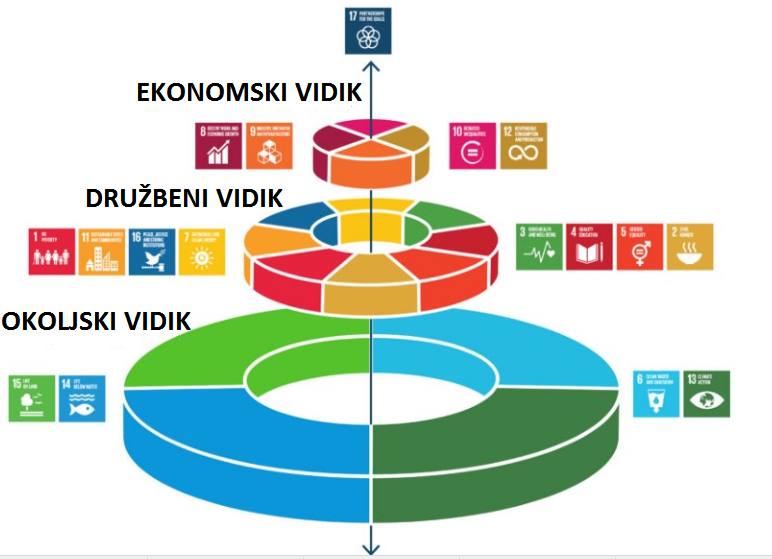 17 PARTNERSHIPS
FOR THE GOALS
EKONOMSKI VIDIK
8 DECENT WORK AND
ECONOMIC GROWTH
9 INDUSTRY, INNOVATION
AND INFRASTRUCTURE
10 REDUCED
INEQUALITIES
12 RESPONSIBLE
CONSUMPTION
AND PRODUCTION
DRUŽBENI VIDIK
1 NO
POVERTY
11 SUSTAINABLE CITIES
AND COMMUNITIES
16 PEACE, JUSTICE
AND STRONG
INSTITUTIONS
7 AFFORDABLE AND
CLEAN ENERGY
3 GOOD HEALTH
AND WELL-BEING
4 QUALITY
EDUCATION
5 GENDER
EQUALITY
2 ZERO
HUNGER
OKOLJSKI VIDIK
15 LIFE
ON LAND
14 LIFE
BELOW WATER
6 CLEAN WATER
AND SANITATION
13 CLIMATE
ACTION